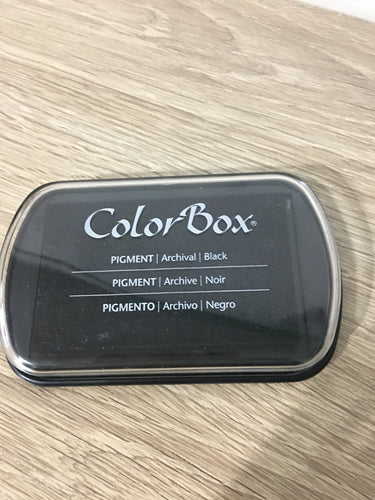 ColorBox®
PIGMENT | Archival | Black
PIGMENT | Archive | Noir
PIGMENTO | Archivo | Negro